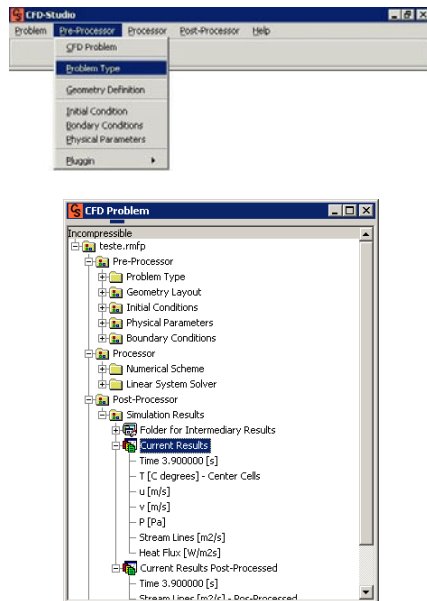 CFD-Studio
Problem Pre-Processor Processor Post-Processor Help
CFD Problem
Problem Type
Geometry Definition
Initial Condition
Bondary Conditions
Physical Parameters
Pluggin
CFD Problem
Incompressible
teste.rmfp
Pre-Processor
Problem Type
Geometry Layout
Initial Conditions
Physical Parameters
Boundary Conditions
Processor
Numerical Scheme
Linear System Solver
Post-Processor
Simulation Results
Folder for Intermediary Results
Current Results
Time 3.900000 [s]
T [C degrees] - Center Cells
u [m/s]
v [m/s]
P [Pa]
Stream Lines [m2/s]
Heat Flux [W/m2s]
Current Results Post-Processed
Time 3.900000 [s]
Stream Lines [m2/s] - Pos-Processed